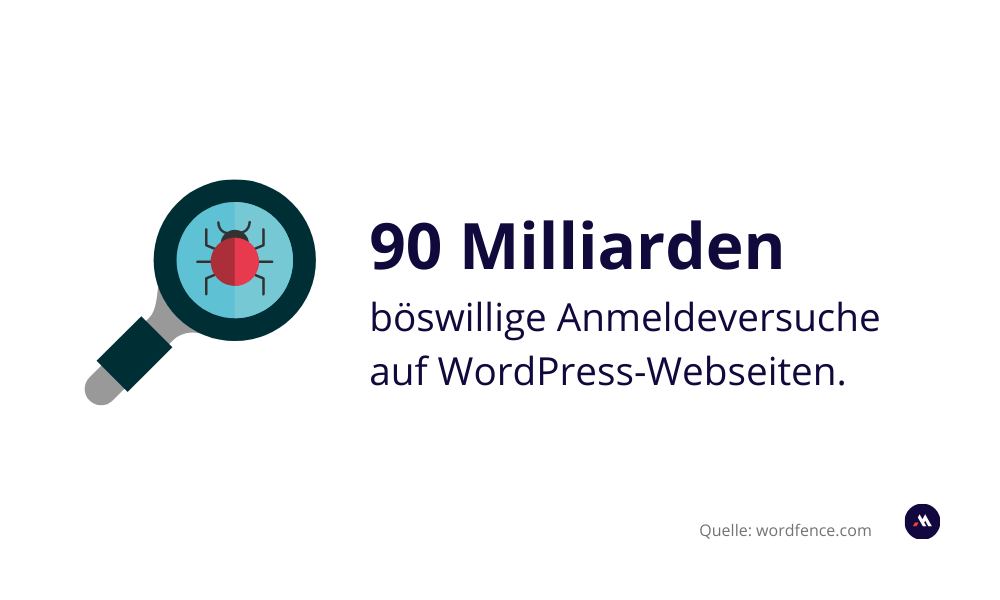 90 Milliarden
böswillige Anmeldeversuche
auf WordPress-Webseiten.
Quelle: wordfence.com